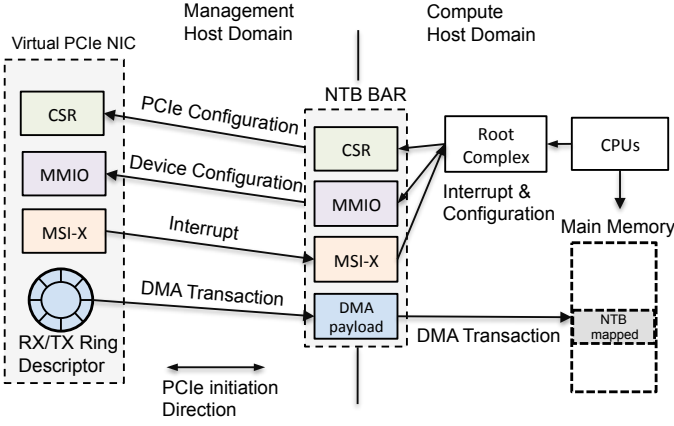 Management
Host Domain
Compute
Host Domain
Virtual PCIe NIC
CSR
MMIO
MSI-X
RX/TX Ring
Descriptor
PCIe Configuration
Device Configuration
Interrupt
DMA Transaction
PCIe initiation
Direction
NTB BAR
CSR
MMIO
MSI-X
DMA
payload
Root
Complex
CPUs
Interrupt &
Configuration
Main Memory
NTB
mapped
DMA Transaction